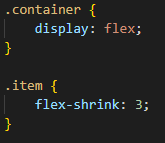 .container {
    display: flex;
}

.item {
    flex-shrink: 3;
}